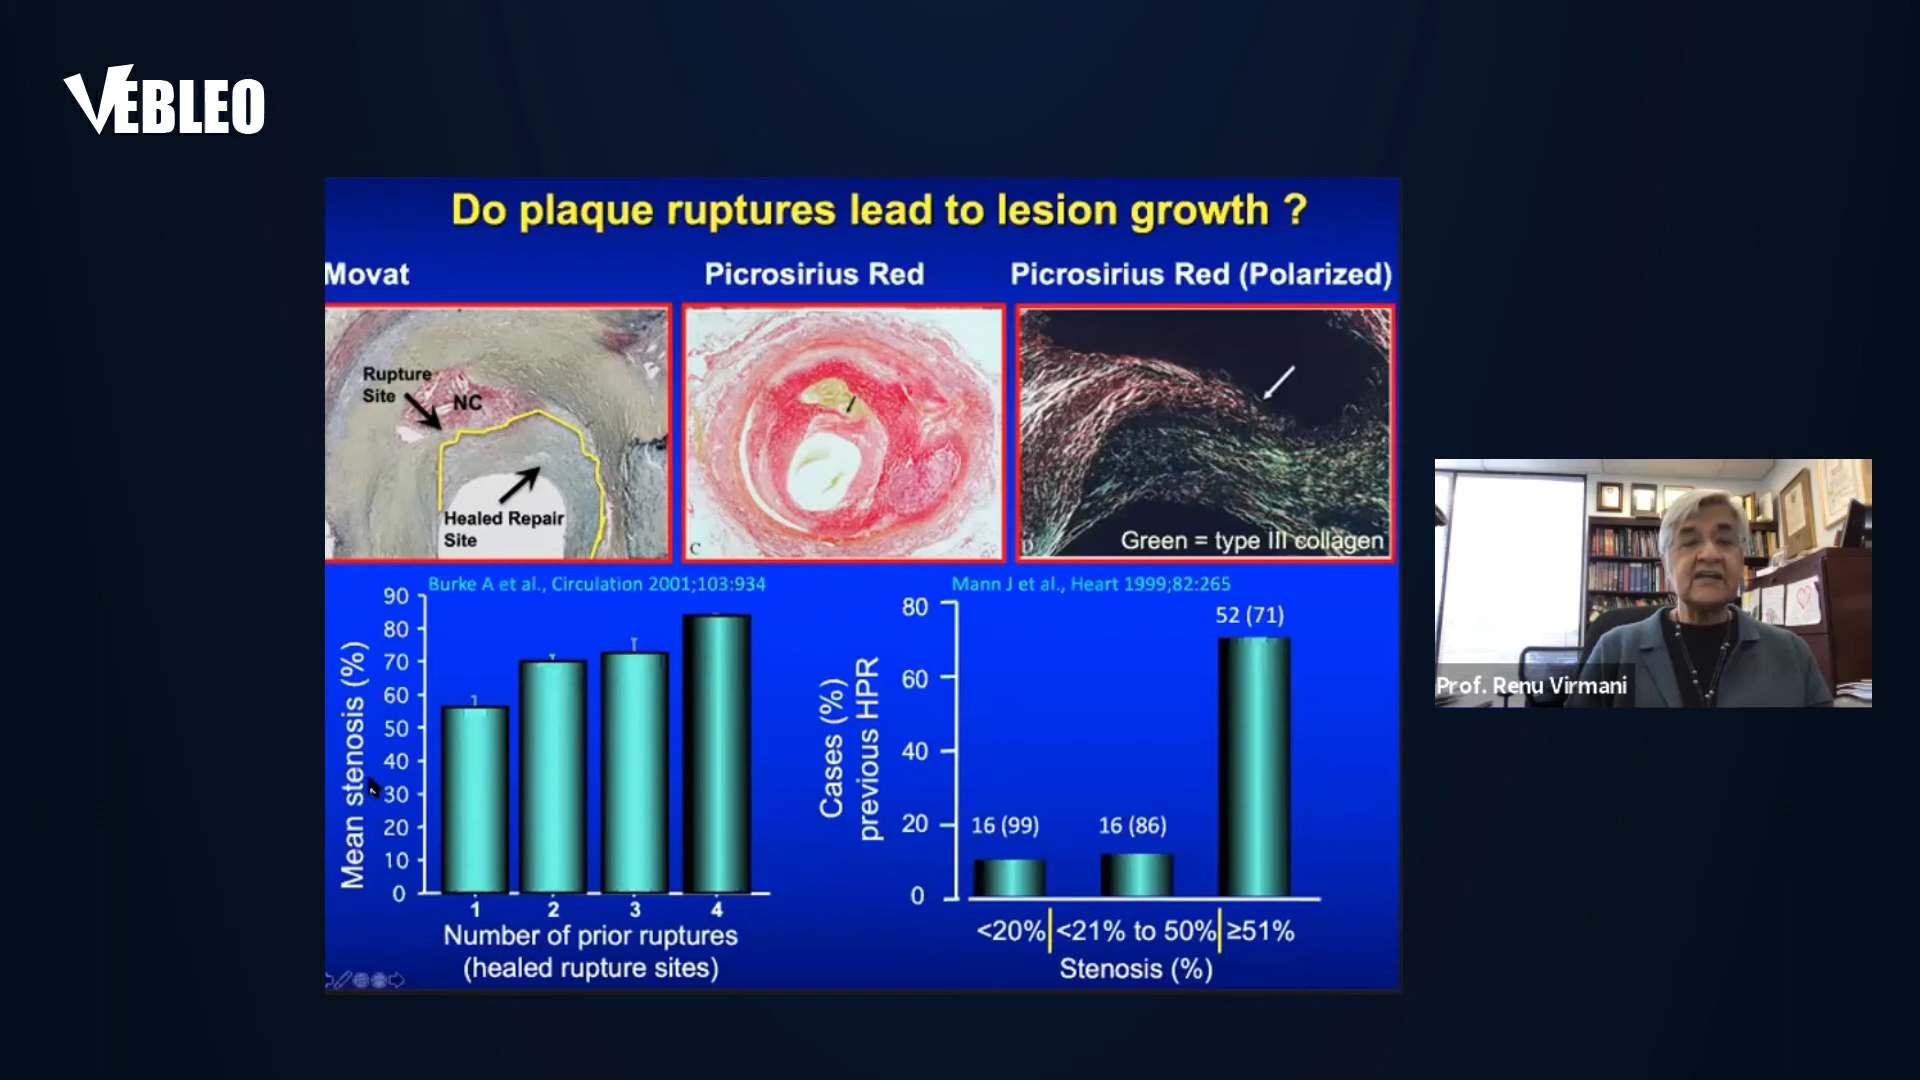 VEBLEO
Do plaque ruptures lead to lesion growth ?
Movat
Picrosirius Red
Picrosirius Red (Polarized)
Rupture
Site
NC
Healed Repair
Site
C
D
Green = type III collagen
Burke A et al., Circulation 2001;103:934
Mean stenosis (%)
90
80
70
60
50
40
30
20
10
0
1 2 3 4
Number of prior ruptures
(healed rupture sites)
Mann J et al., Heart 1999;82:265
Cases (%)
previous HPR
80
60
40
20
0
16 (99)
16 (86)
52 (71)
<20% <21% to 50% ≥51%
Stenosis (%)
Prof. Renu Virmani